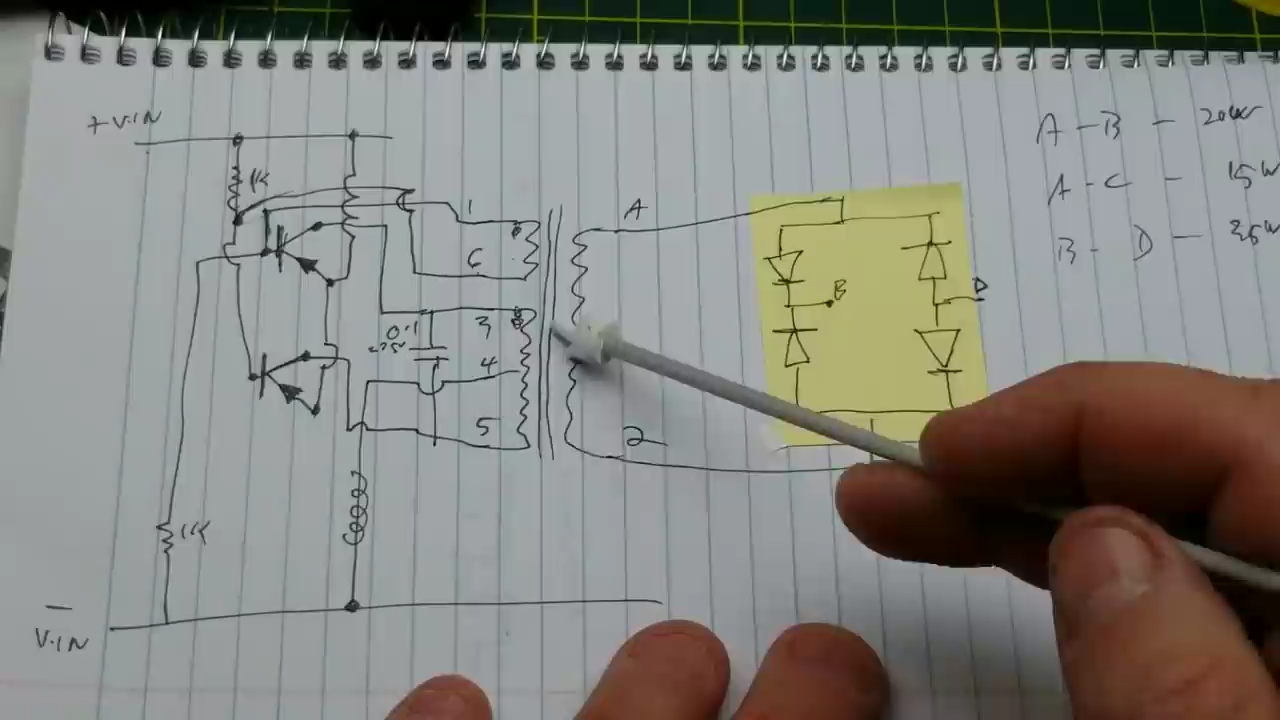 + V.IN
1K
1
6
3
0.1
4
5
1K
V.IN
A
2
B
D
A - B - 20W
A - C - 15W
B - D - 35W